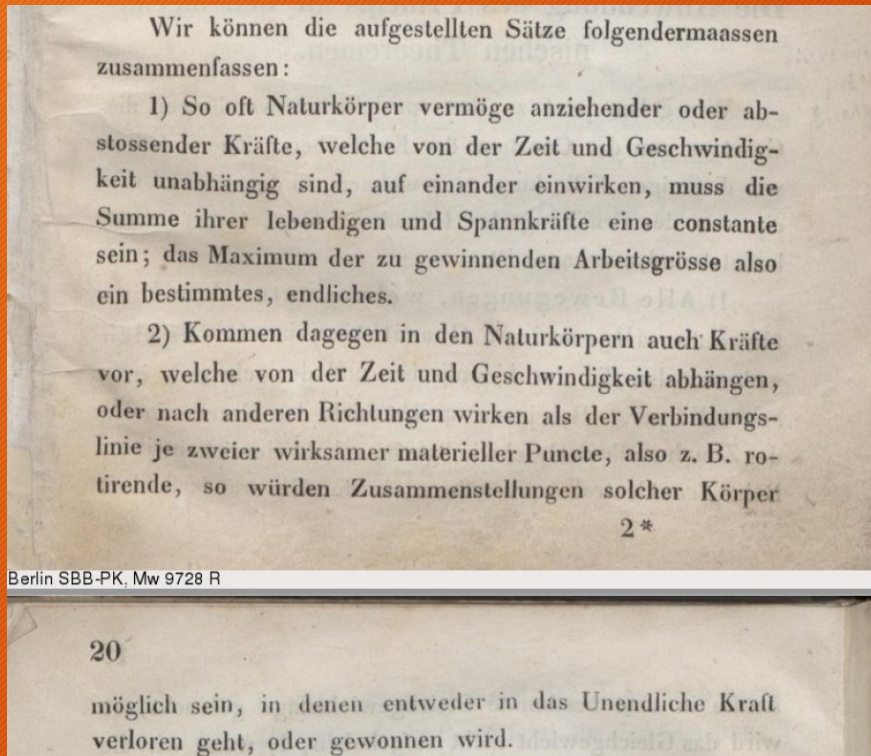 Wir können die aufgestellten Sätze folgendermaassen
zusammenfassen:
1) So oft Naturkörper vermöge anziehender oder ab-
stossender Kräfte, welche von der Zeit und Geschwindig-
keit unabhängig sind, auf einander einwirken, muss die
Summe ihrer lebendigen und Spannkräfte eine constante
sein; das Maximum der zu gewinnenden Arbeitsgrösse also
ein bestimmtes, endliches.
2) Kommen dagegen in den Naturkörpern auch Kräfte
vor, welche von der Zeit und Geschwindigkeit abhängen,
oder nach anderen Richtungen wirken als der Verbindungs-
linie je zweier wirksamer materieller Puncte, also z. B. ro-
tirende, so würden Zusammenstellungen solcher Körper
2*
Berlin SBB-PK, Mw 9728 R
20
möglich sein, in denen entweder in das Unendliche Kraft
verloren geht, oder gewonnen wird.